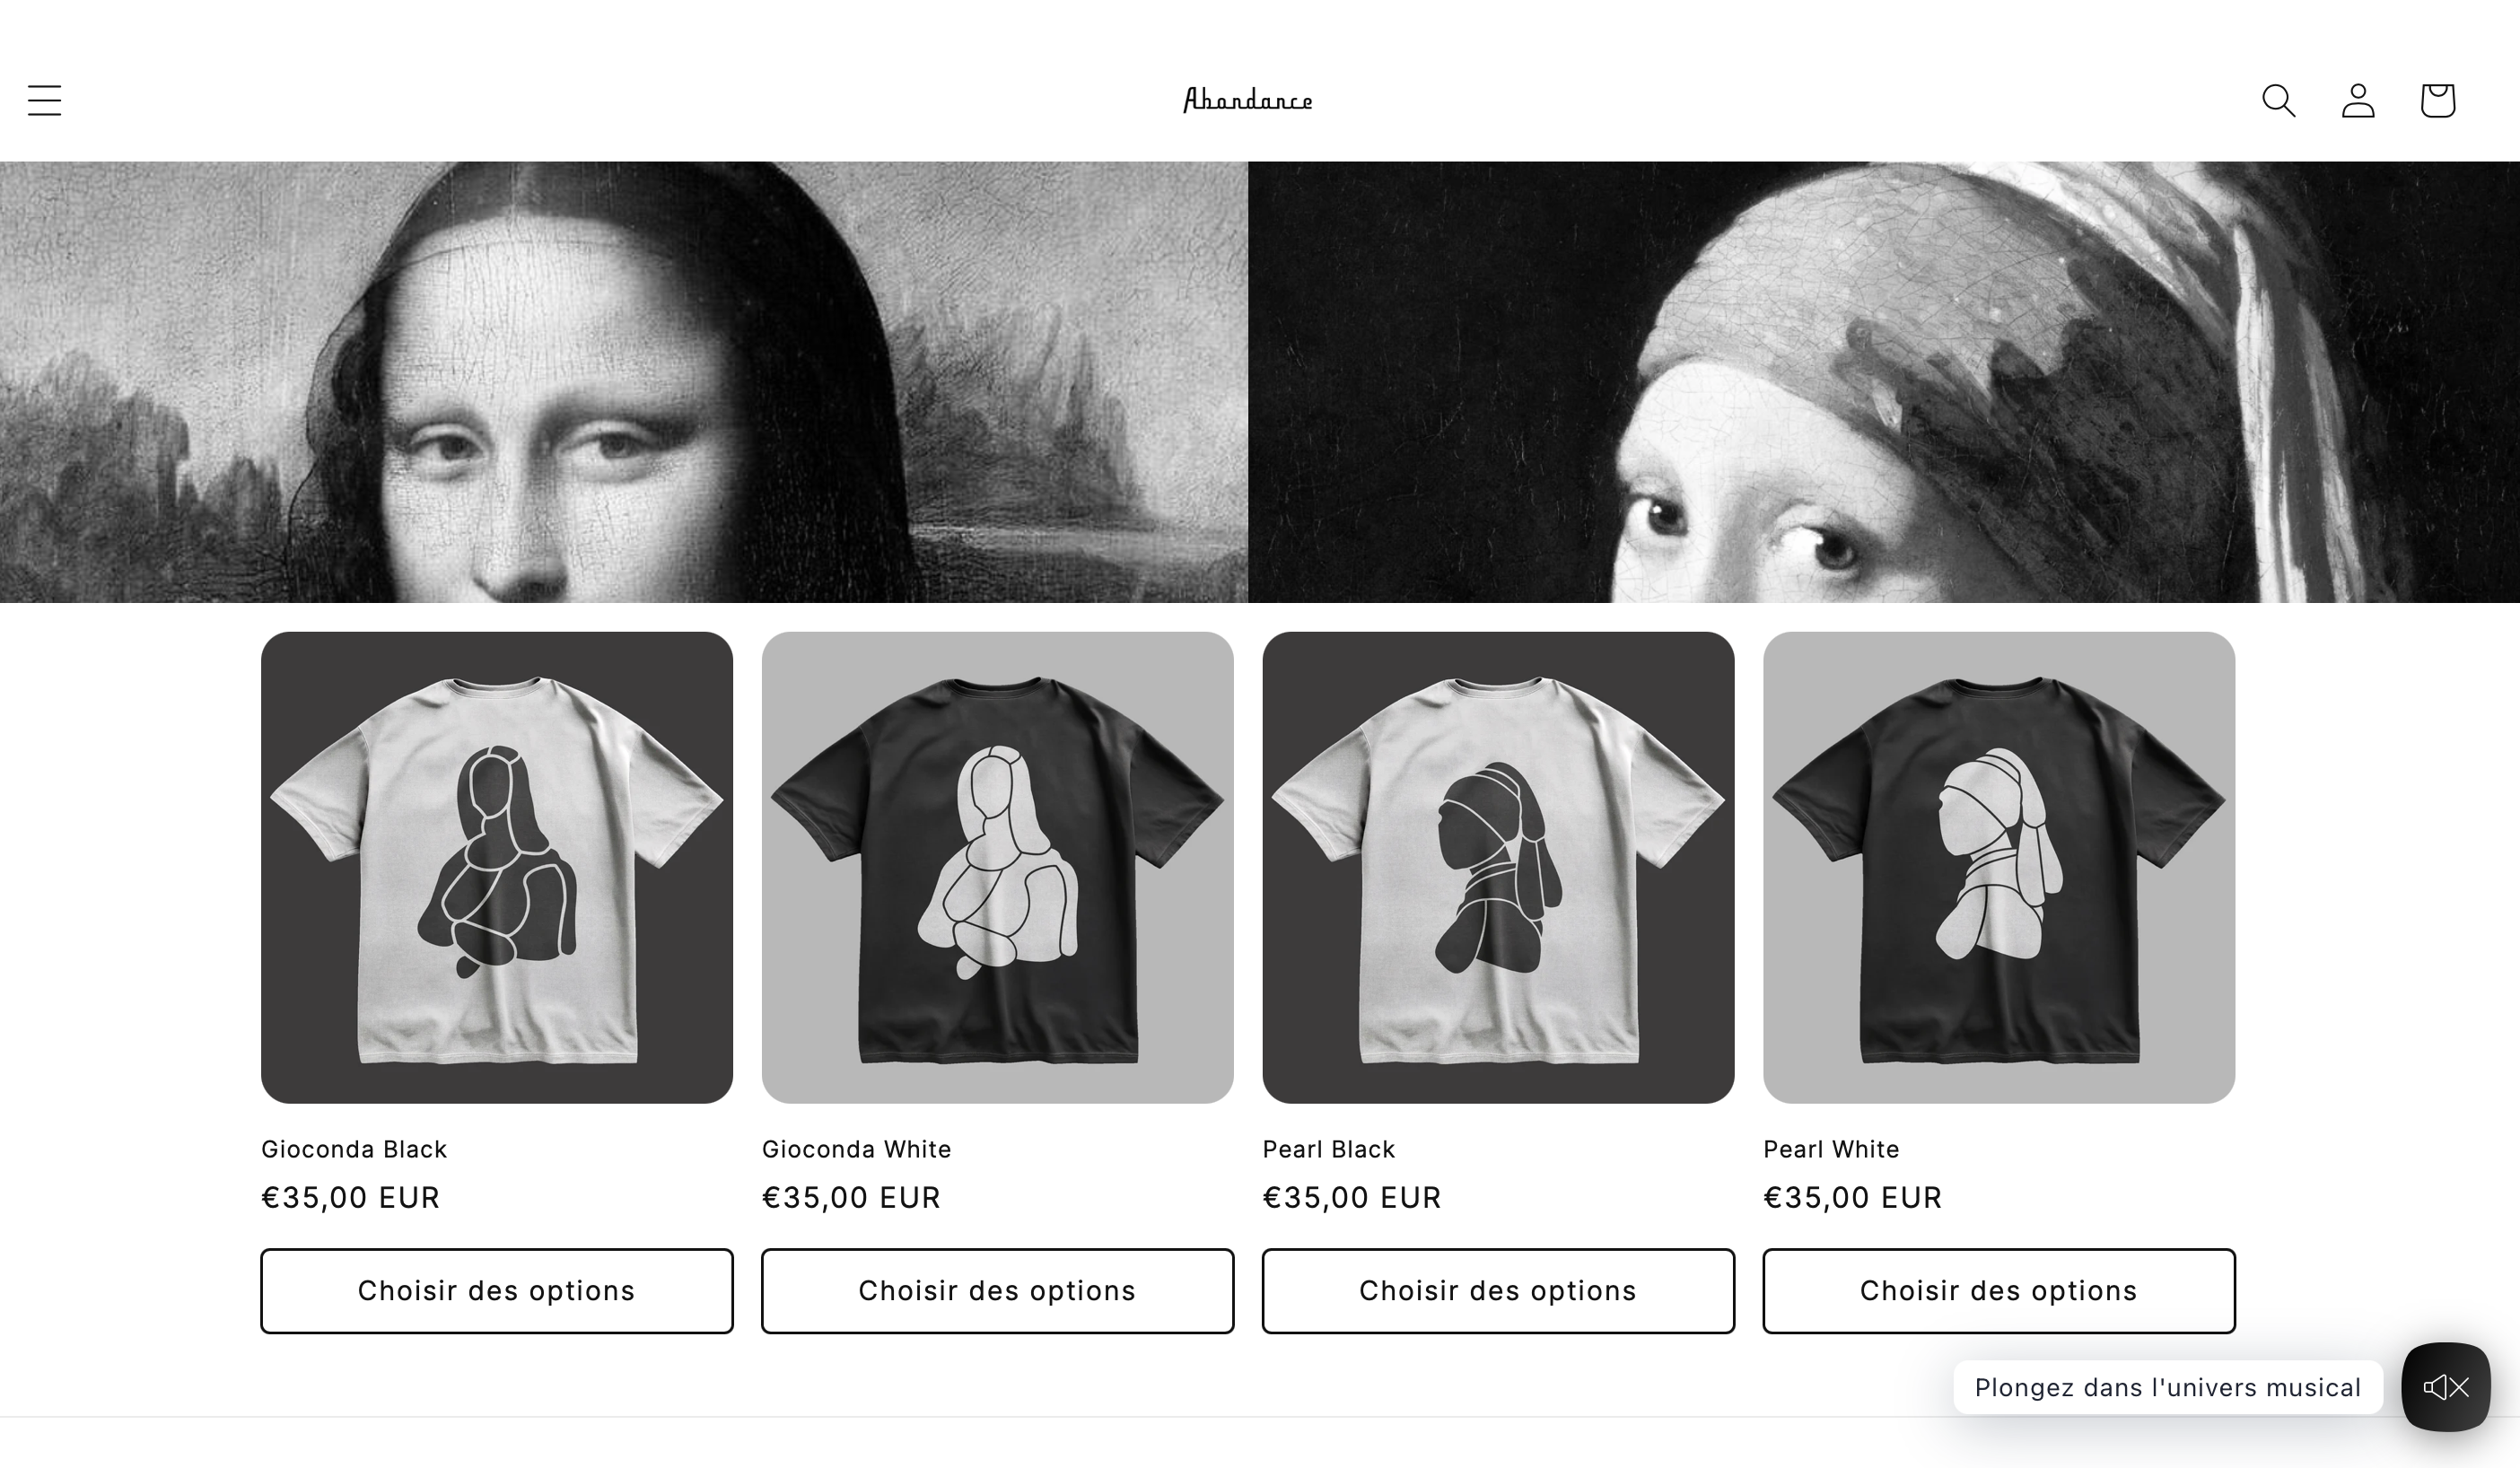 Abondance
Gioconda Black
€35,00 EUR
Choisir des options
Gioconda White
€35,00 EUR
Choisir des options
Pearl Black
€35,00 EUR
Choisir des options
Pearl White
€35,00 EUR
Choisir des options
Plongez dans l'univers musical